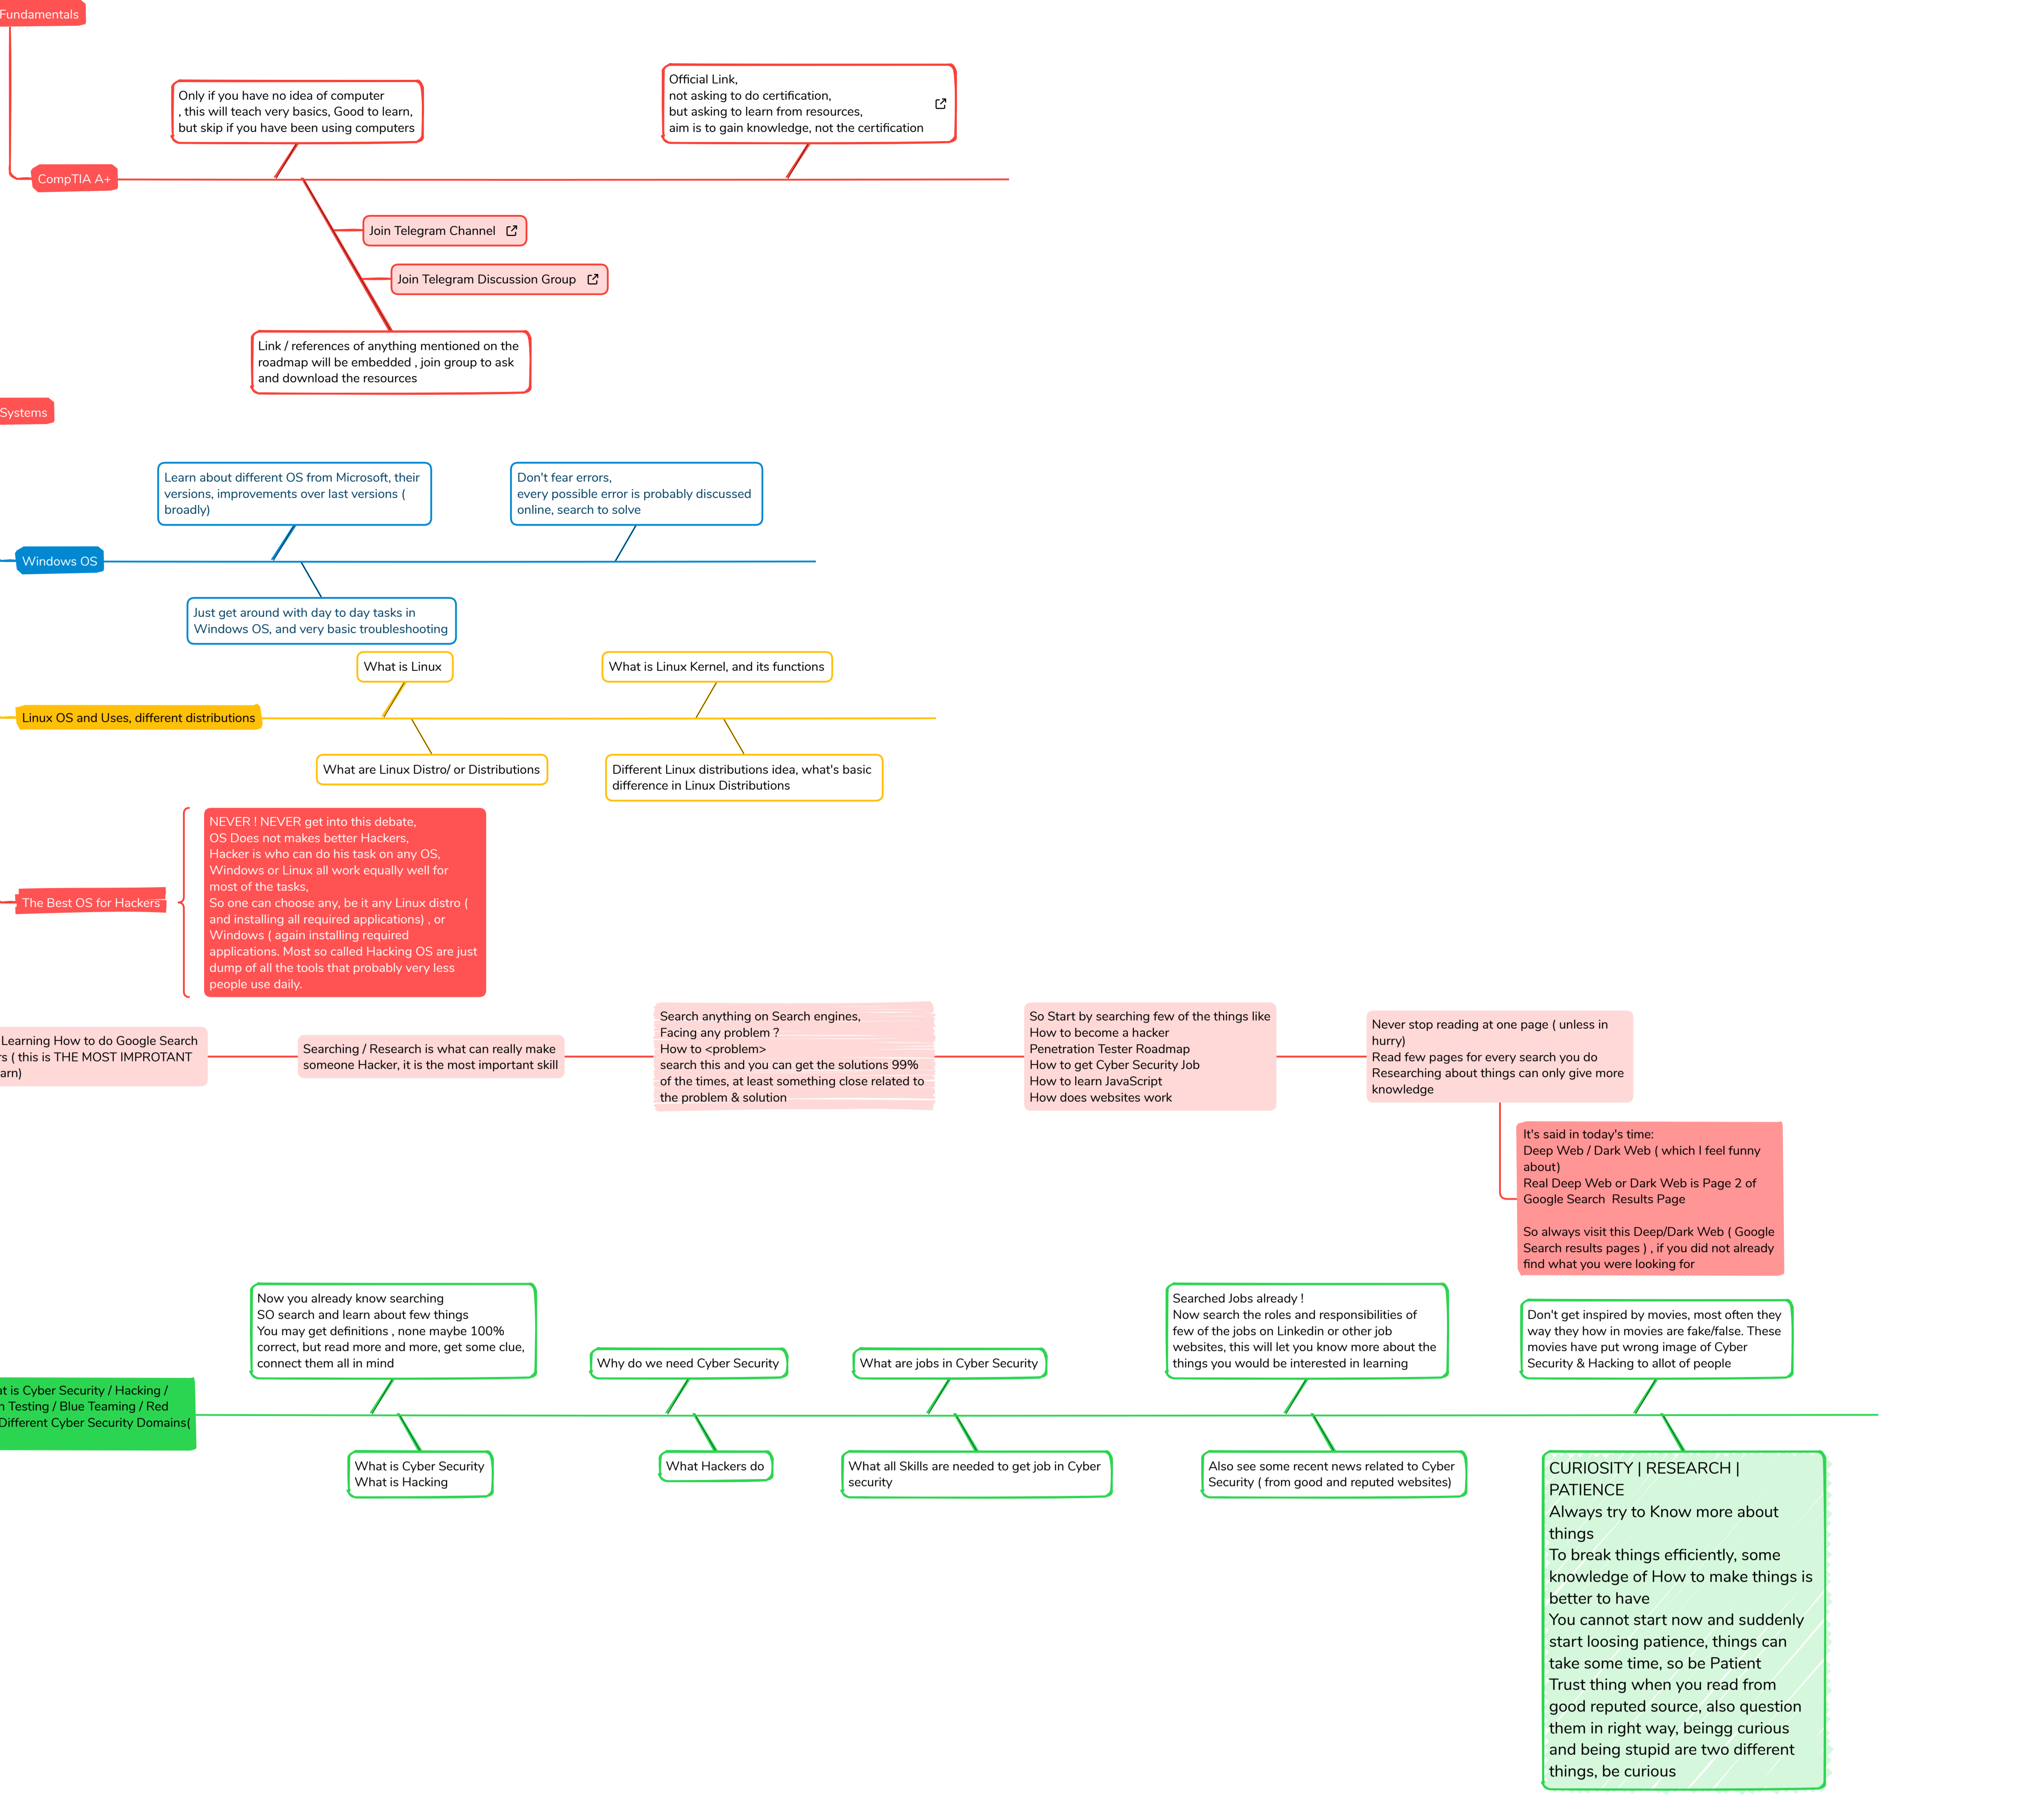 Fundamentals
Only if you have no idea of computer
, this will teach very basics, Good to learn,
but skip if you have been using computers
Official Link,
not asking to do certification,
but asking to learn from resources,
aim is to gain knowledge, not the certification
CompTIA A+
Join Telegram Channel
Join Telegram Discussion Group
Link / references of anything mentioned on the
roadmap will be embedded , join group to ask
and download the resources
Systems
Learn about different OS from Microsoft, their
versions, improvements over last versions (
broadly)
Don't fear errors,
every possible error is probably discussed
online, search to solve
Windows OS
Just get around with day to day tasks in
Windows OS, and very basic troubleshooting
What is Linux
What is Linux Kernel, and its functions
Linux OS and Uses, different distributions
What are Linux Distro/ or Distributions
Different Linux distributions idea, what's basic
difference in Linux Distributions
The Best OS for Hackers
NEVER ! NEVER get into this debate,
OS Does not makes better Hackers,
Hacker is who can do his task on any OS,
Windows or Linux all work equally well for
most of the tasks,
So one can choose any, be it any Linux distro (
and installing all required applications) , or
Windows ( again installing required
applications. Most so called Hacking OS are just
dump of all the tools that probably very less
people use daily.
Learning How to do Google Search
rs ( this is THE MOST IMPROTANT
arn)
Searching / Research is what can really make
someone Hacker, it is the most important skill
Search anything on Search engines,
Facing any problem ?
How to <problem>
search this and you can get the solutions 99%
of the times, at least something close related to
the problem & solution
So Start by searching few of the things like
How to become a hacker
Penetration Tester Roadmap
How to get Cyber Security Job
How to learn JavaScript
How does websites work
Never stop reading at one page ( unless in
hurry)
Read few pages for every search you do
Researching about things can only give more
knowledge
It's said in today's time:
Deep Web / Dark Web ( which I feel funny
about)
Real Deep Web or Dark Web is Page 2 of
Google Search  Results Page
So always visit this Deep/Dark Web ( Google
Search results pages ) , if you did not already
find what you were looking for
Now you already know searching
SO search and learn about few things
You may get definitions , none maybe 100%
correct, but read more and more, get some clue,
connect them all in mind
Why do we need Cyber Security
What are jobs in Cyber Security
Searched Jobs already !
Now search the roles and responsibilities of
few of the jobs on Linkedin or other job
websites, this will let you know more about the
things you would be interested in learning
Don't get inspired by movies, most often they
way they how in movies are fake/false. These
movies have put wrong image of Cyber
Security & Hacking to allot of people
at is Cyber Security / Hacking /
n Testing / Blue Teaming / Red
Different Cyber Security Domains(
What is Cyber Security
What is Hacking
What Hackers do
What all Skills are needed to get job in Cyber
security
Also see some recent news related to Cyber
Security ( from good and reputed websites)
CURIOSITY | RESEARCH |
PATIENCE
Always try to Know more about
things
To break things efficiently, some
knowledge of How to make things is
better to have
You cannot start now and suddenly
start loosing patience, things can
take some time, so be Patient
Trust thing when you read from
good reputed source, also question
them in right way, beingg curious
and being stupid are two different
things, be curious